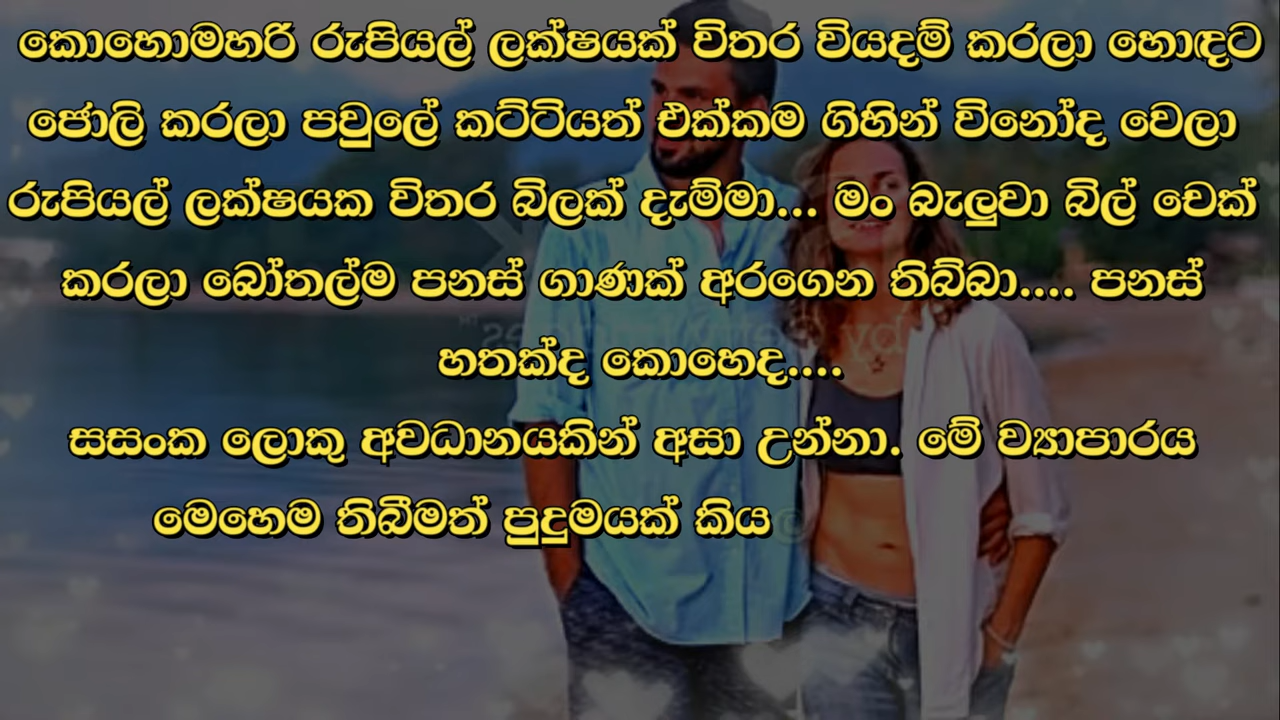 කොහොමහරි රුපියල් ලක්ෂයක් විතර වියදම් කරලා හොඳට
ජොලි කරලා පවුලේ කට්ටියත් එක්කම ගිහින් විනෝද වෙලා
රුපියල් ලක්ෂයක විතර බිලක් දැම්මා... මං බැලුවා බිල් චෙක්
කරලා බෝතල්ම පනස් ගාණක් අරගෙන තිබ්බා.... පනස්
හතක්ද කොහෙද....
සසංක ලොකු අවධානයකින් අසා උන්නා. මේ ව්‍යාපාරය
මෙහෙම තිබීමත් පුදුමයක් කිය